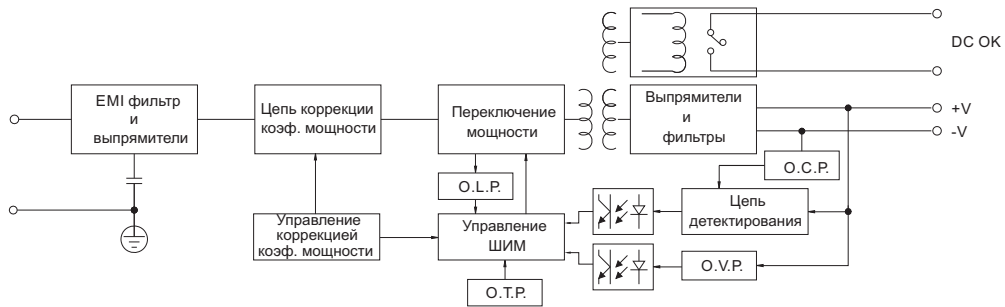 DC OK
EMI фильтр
и
выпрямители
Цепь коррекции
коэф. мощности
Переключение
мощности
Выпрямители
и
фильтры
+V
-V
O.C.P.
O.L.P.
Цепь
детектирования
Управление
коррекцией
коэф. мощности
Управление
ШИМ
O.V.P.
O.T.P.